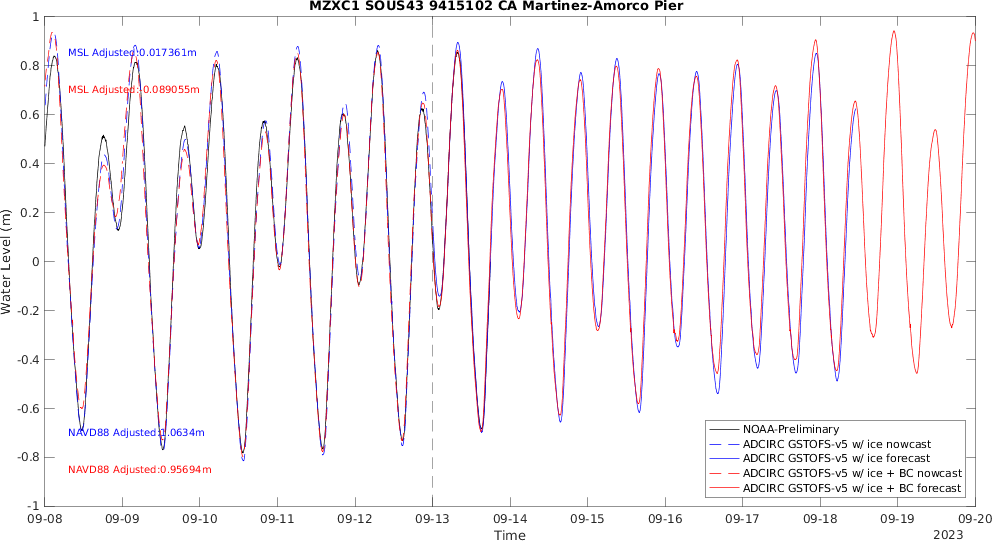 MZXC1 SOUS43 9415102 CA Martinez-Amorco Pier
1
0.8
0.6
0.4
0.2
0
-0.2
-0.4
-0.6
-0.8
-1
Water Level (m)
MSL Adjusted:0.017361m
MSL Adjusted:-0.089055m
NAVD88 Adjusted:1.0634m
NAVD88 Adjusted:0.95694m
NOAA-Preliminary
ADCIRC GSTOFS-v5 w/ ice nowcast
ADCIRC GSTOFS-v5 w/ ice forecast
ADCIRC GSTOFS-v5 w/ ice + BC nowcast
ADCIRC GSTOFS-v5 w/ ice + BC forecast
09-08 09-09 09-10 09-11 09-12 09-13 09-14 09-15 09-16 09-17 09-18 09-19 09-20
Time
2023